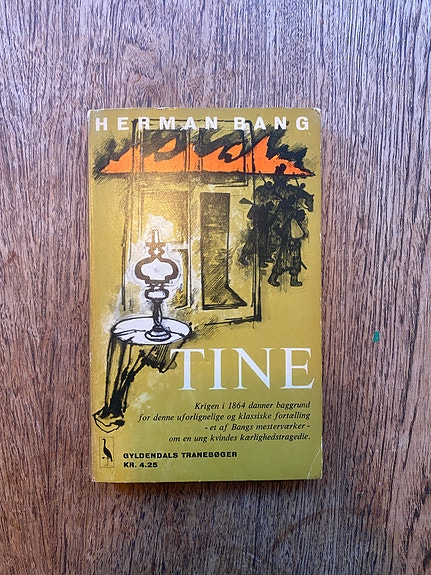 HERMAN BANG
TINE
Krigen i 1864 danner baggrund
for denne uforlignelige og klassiske fortælling
- et af Bangs mesterværker -
om en ung kvindes kærlighedstragedie.
GYLDENDALS TRANEBØGER
KR. 4.25